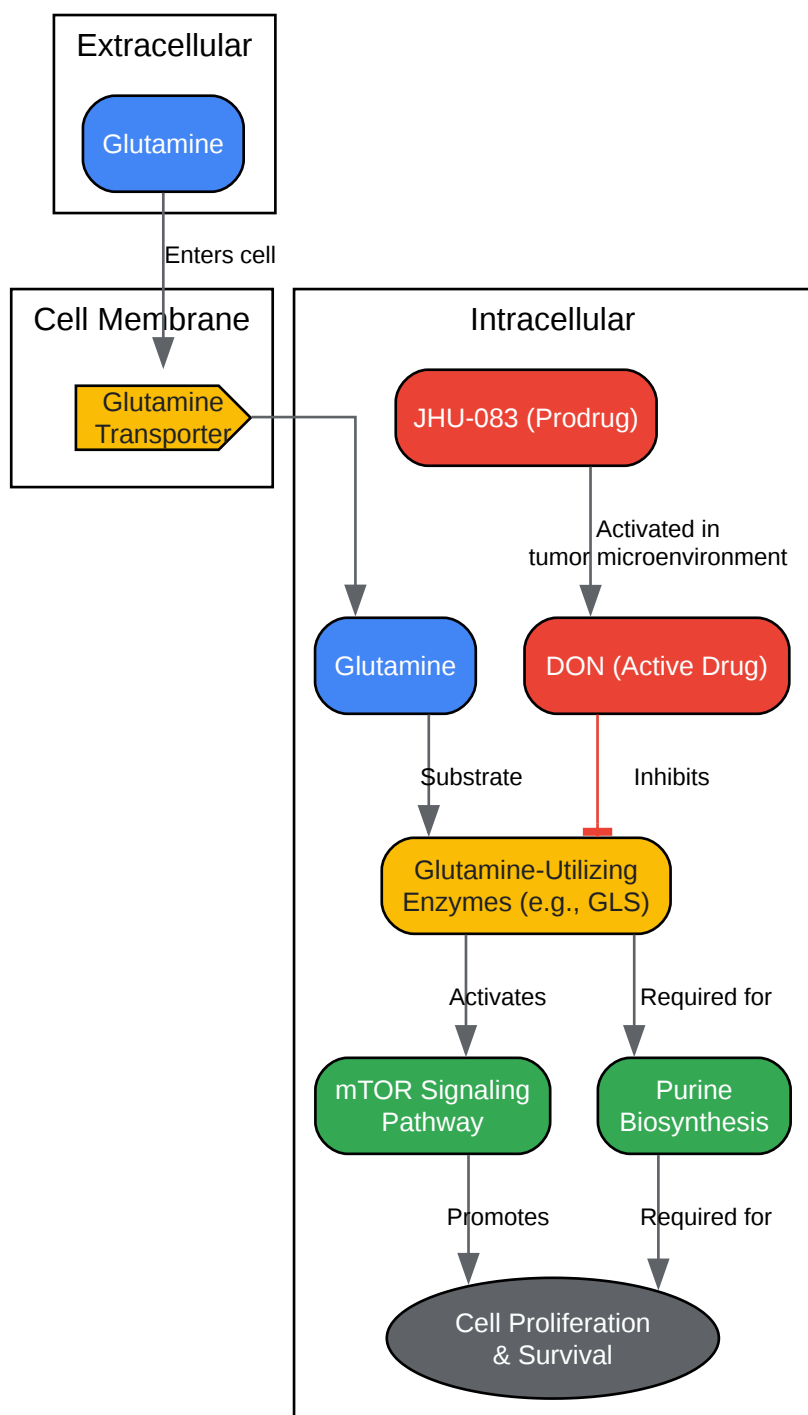 Extracellular
Glutamine
Enters cell
Cell Membrane
Glutamine
Transporter
Intracellular
JHU-083 (Prodrug)
Activated in
tumor microenvironment
Glutamine
DON (Active Drug)
Substrate
Inhibits
Glutamine-Utilizing
Enzymes (e.g., GLS)
Activates
Required for
mTOR Signaling
Pathway
Purine
Biosynthesis
Promotes
Required for
Cell Proliferation
& Survival